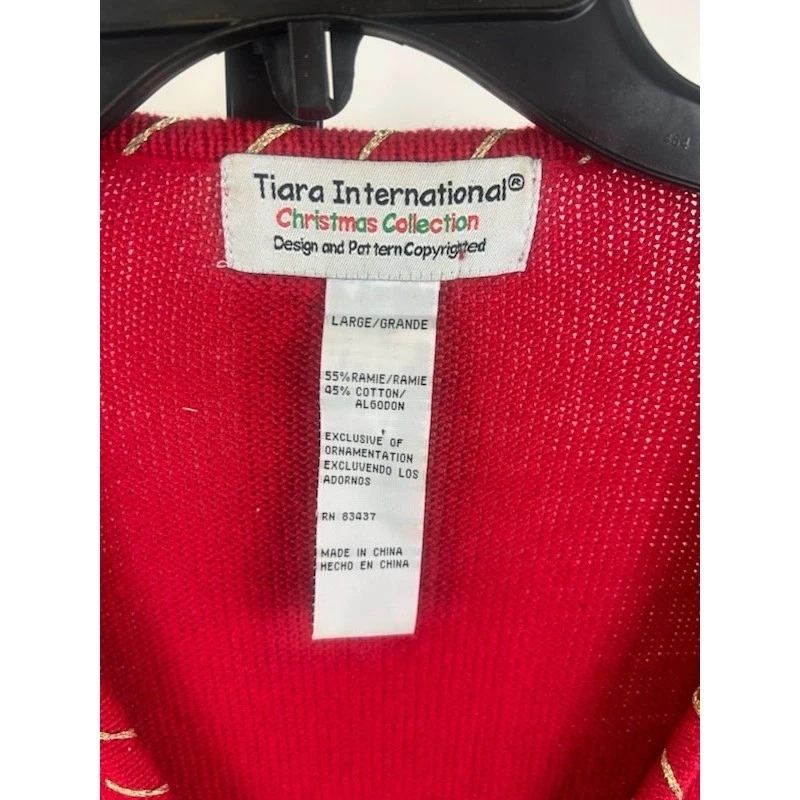 Tiara International®
Christmas Collection
Design and Pattern Copyrighted
LARGE/GRANDE
55%RAMIE/RAMIE
45% COTTON/
ALGODON
EXCLUSIVE OF
ORNAMENTATION
EXCLUVENDO LOS
ADORNOS
RN 83437
MADE IN CHINA
HECHO EN CHINA
484